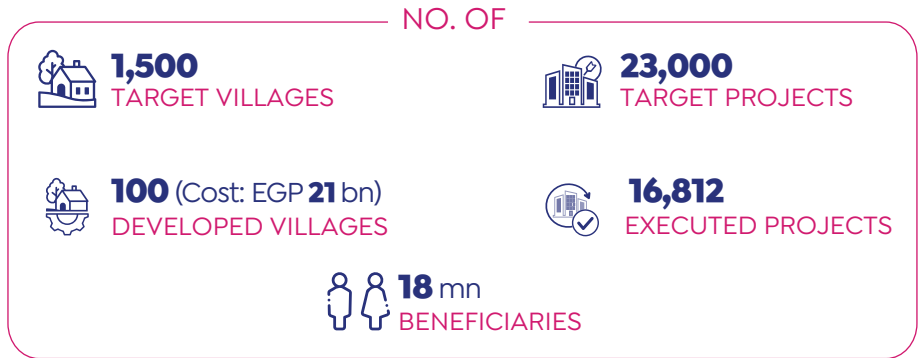 NO. OF
1,500
TARGET VILLAGES
23,000
TARGET PROJECTS
100 (Cost: EGP 21 bn)
DEVELOPED VILLAGES
16,812
EXECUTED PROJECTS
18 mn
BENEFICIARIES